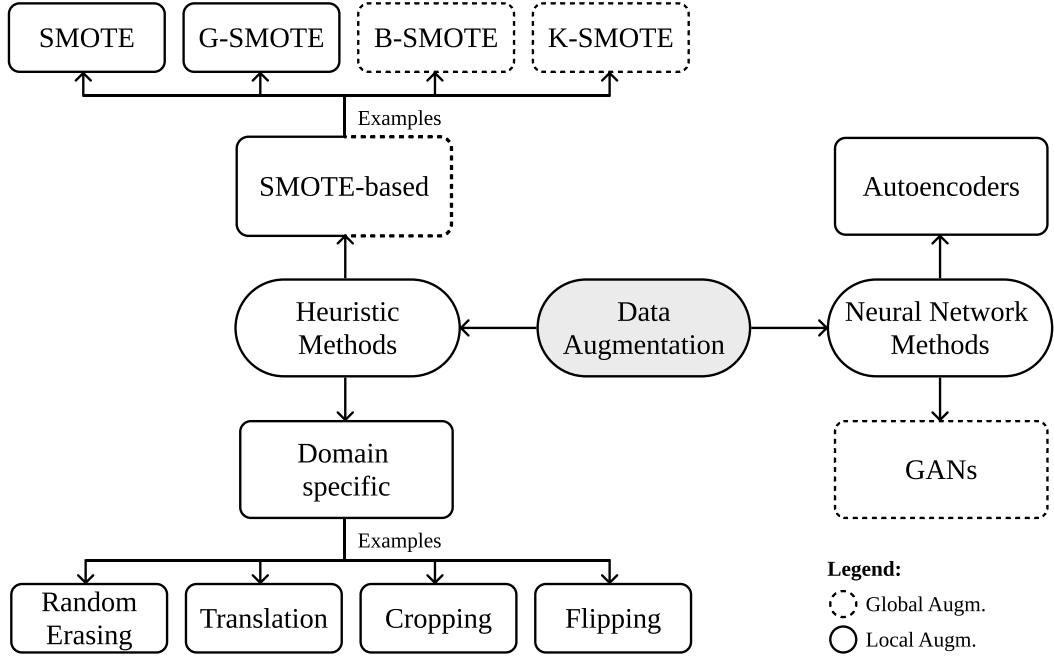 SMOTE
G-SMOTE
B-SMOTE
K-SMOTE
Examples
SMOTE-based
Autoencoders
Heuristic
Methods
Data
Augmentation
Neural Network
Methods
Domain
specific
GANs
Examples
Random
Erasing
Translation
Cropping
Flipping
Legend:
Global Augm.
Local Augm.